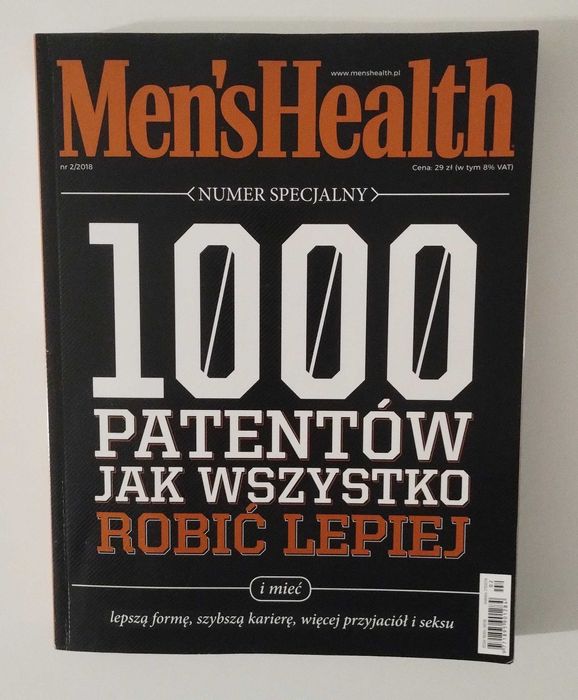 www.menshealth.pl
Men'sHealth
nr 2/2018
Cena: 29 zł (w tym 8% VAT)
NUMER SPECJALNY
1000
PATENTÓW
JAK WSZYSTKO
ROBIĆ LEPIEJ
i mieć
lepszą formę, szybszą karierę, więcej przyjaciół i seksu
02